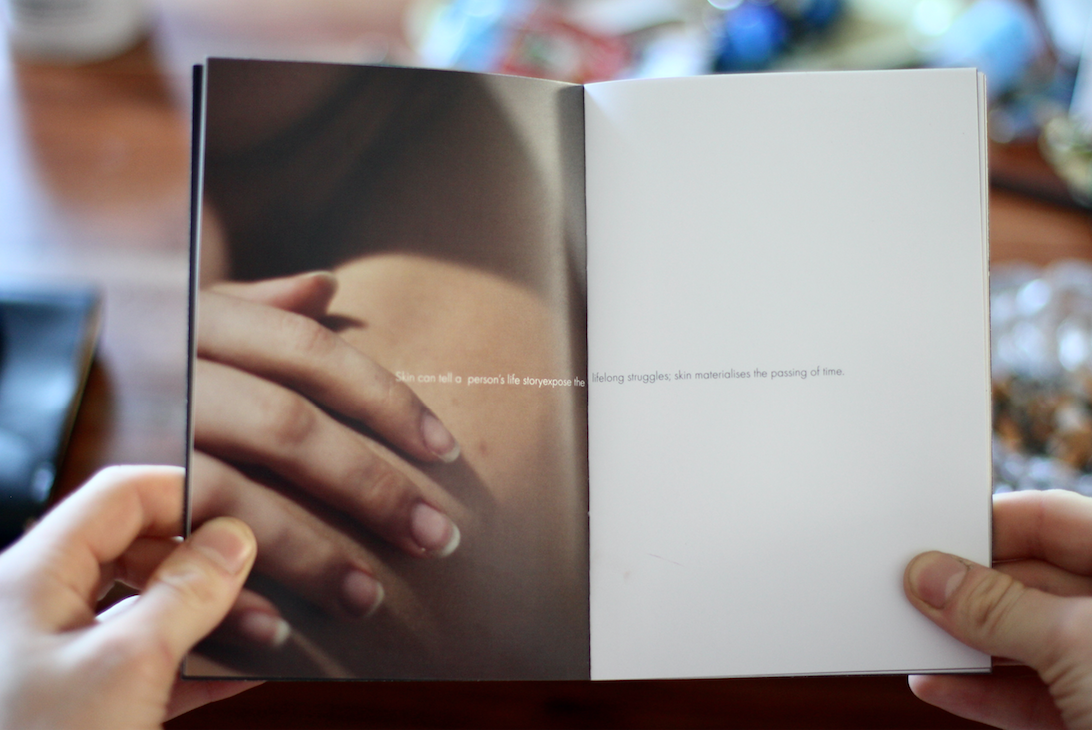 Skin can tell a person's life storyexpose the lifelong struggles; skin materialises the passing of time.